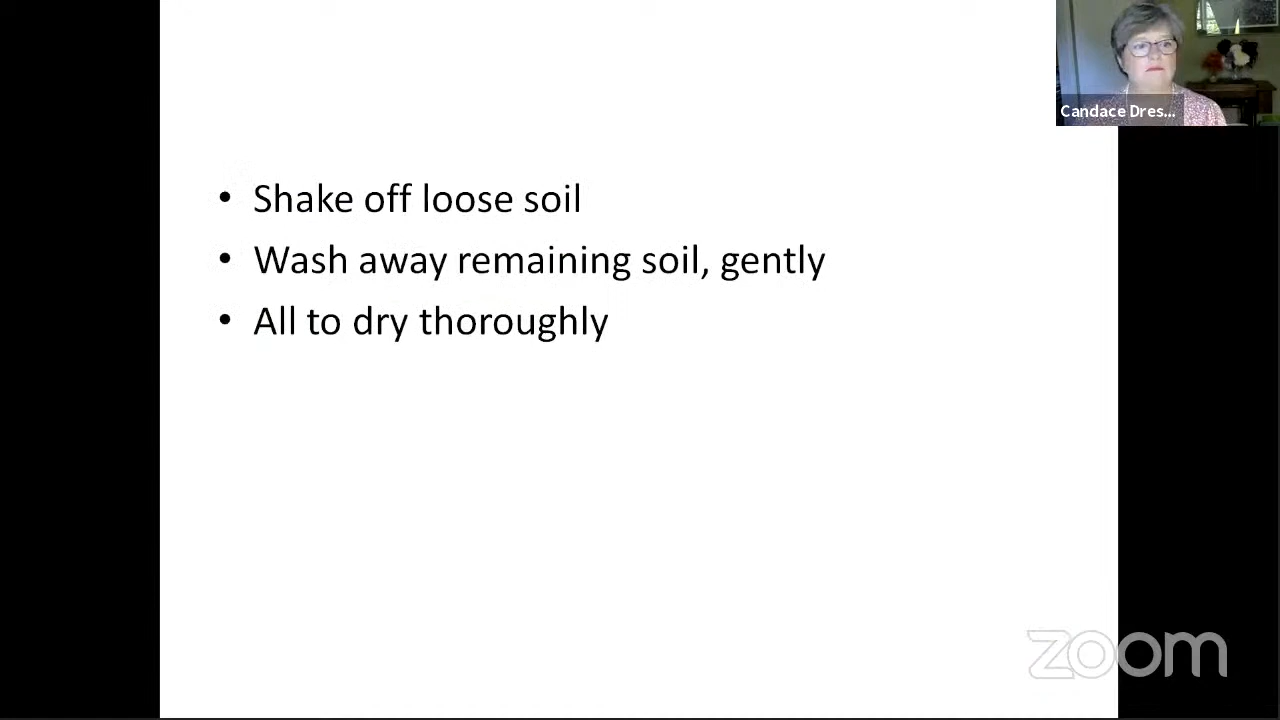 Candace Dres...
• Shake off loose soil
• Wash away remaining soil, gently
• All to dry thoroughly
zoom